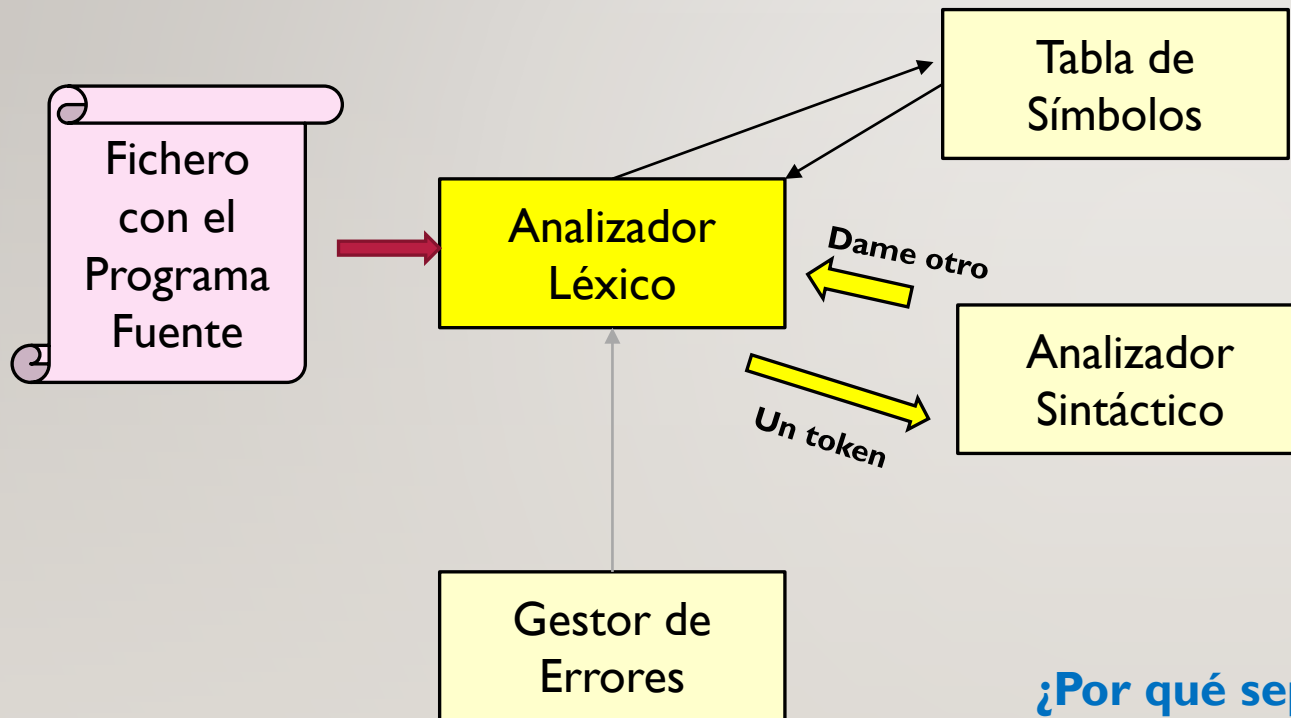 Fichero
con el
Programa
Fuente
Tabla de
Símbolos
Analizador
Léxico
Dame otro
Un token
Analizador
Sintáctico
Gestor de
Errores
¿Por qué